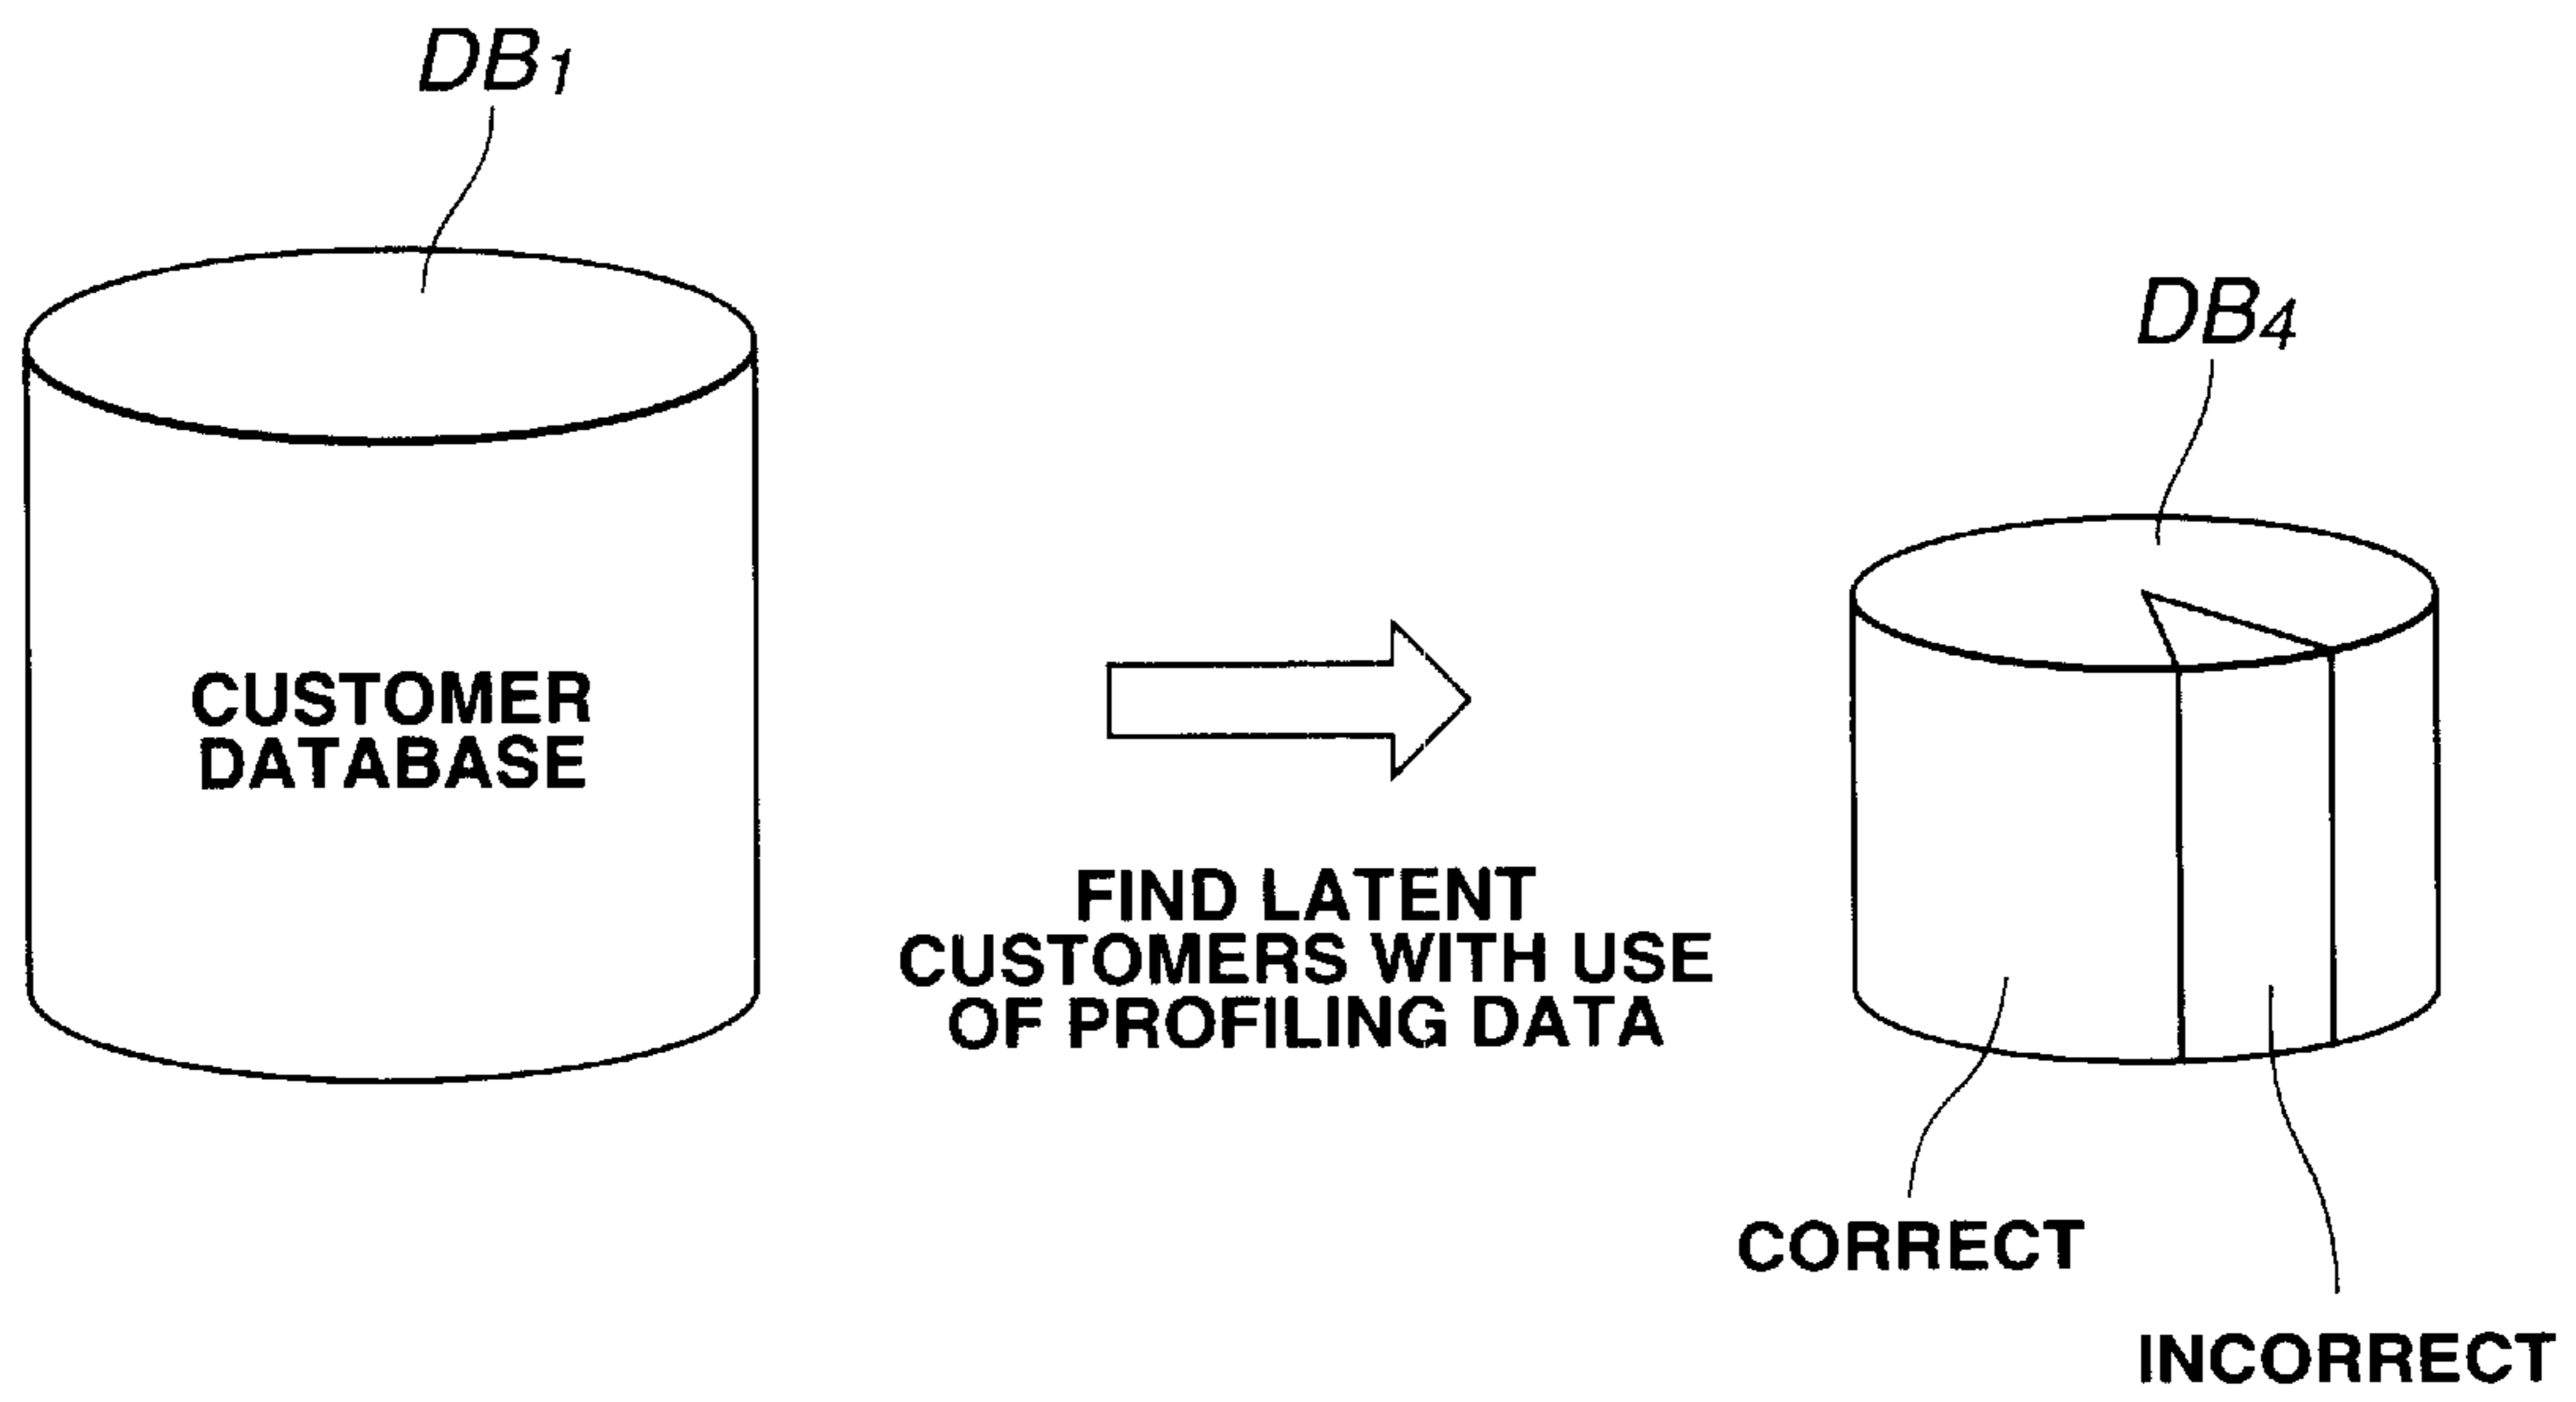 DB1
DB4
CUSTOMER
DATABASE
FIND LATENT
CUSTOMERS WITH USE
OF PROFILING DATA
CORRECT
INCORRECT